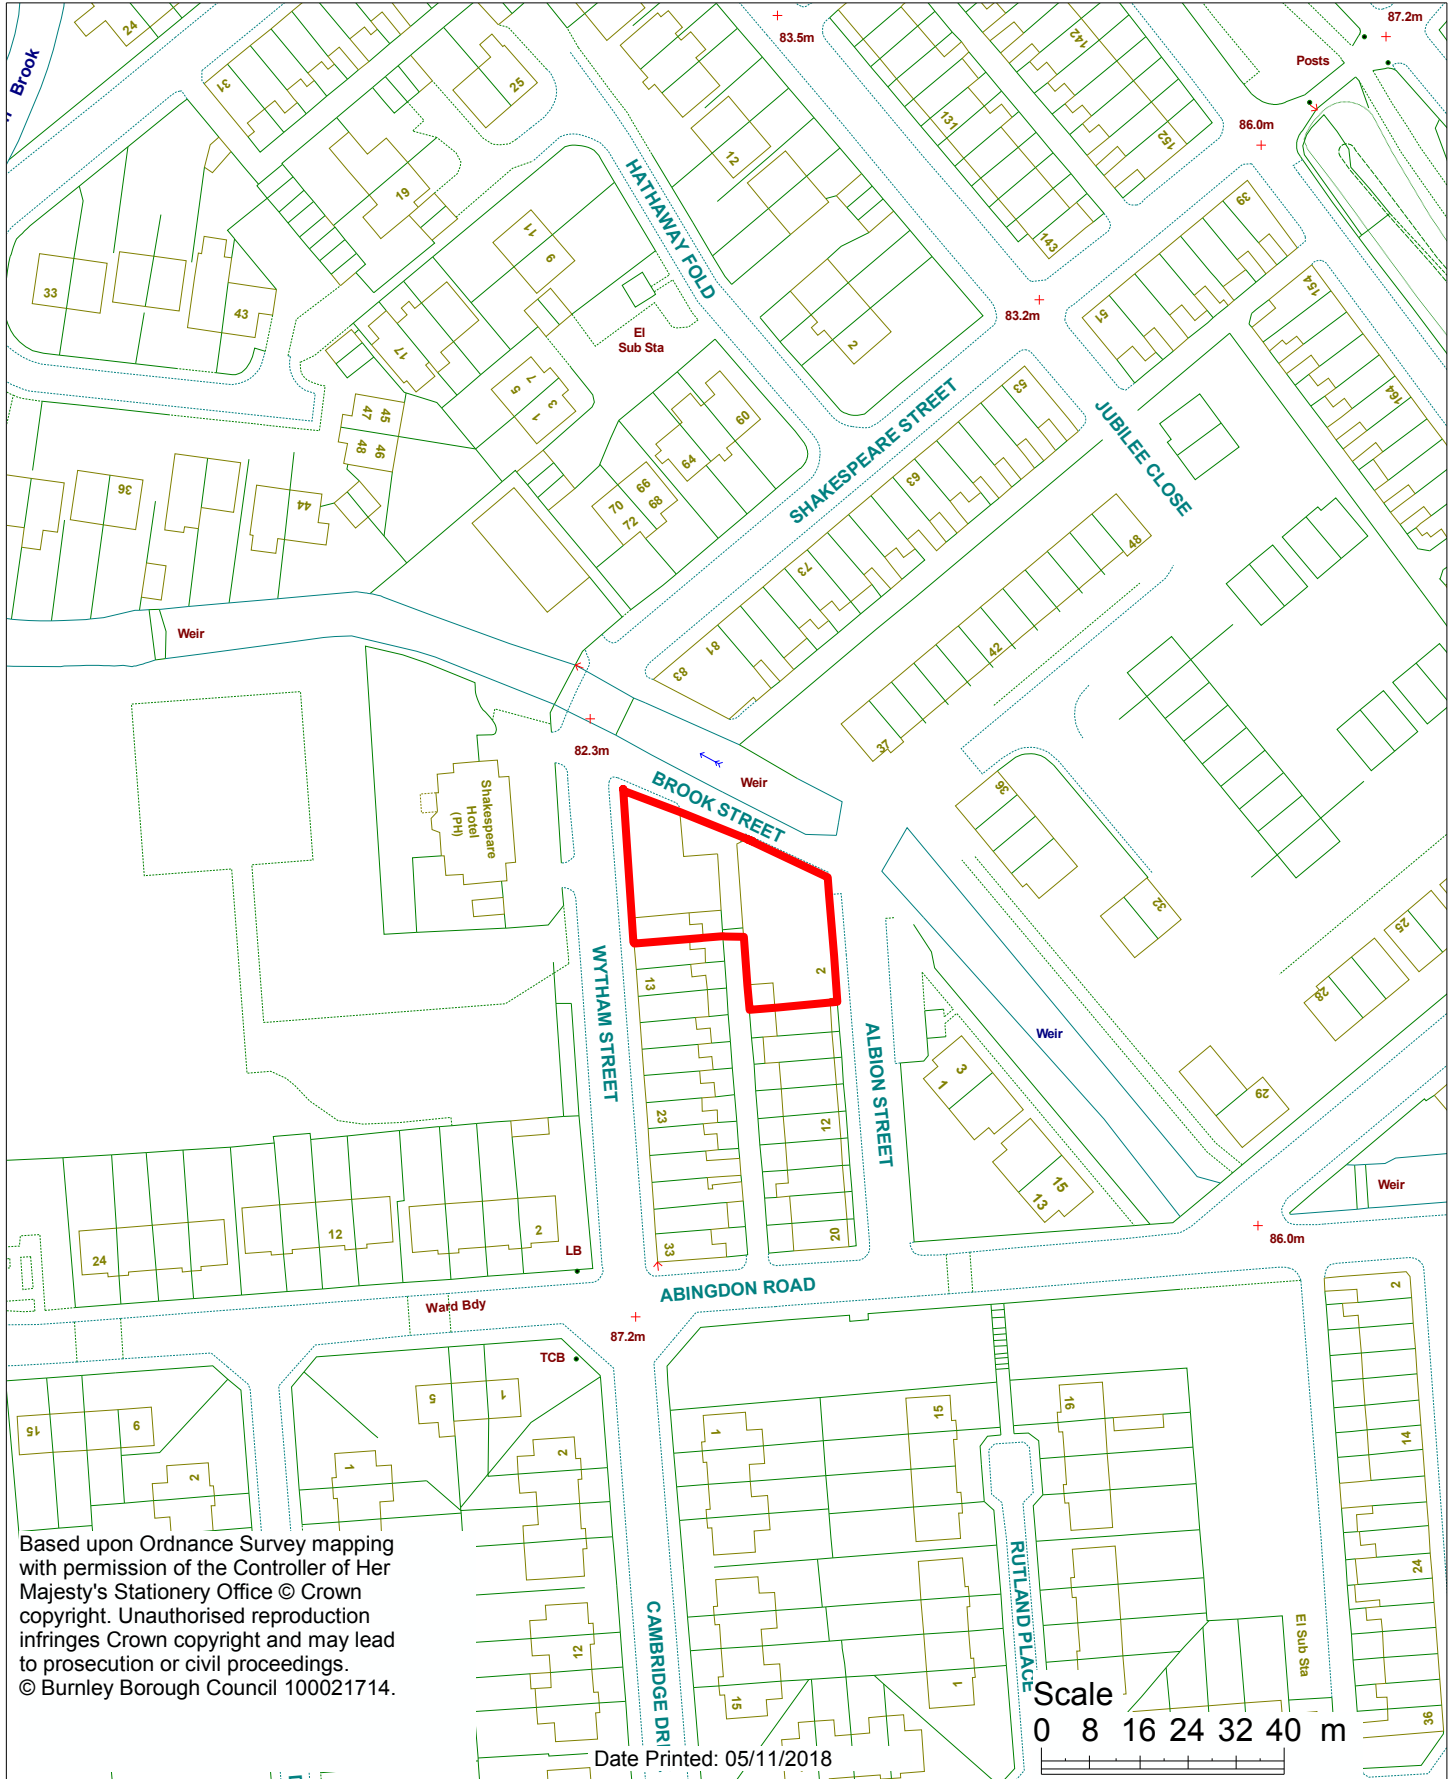 24
Brook
31
25
83.5m
142
87.2m
Posts
131
152
86.0m
12
19
HATHAWAY FOLD
39
143
11
9
33
43
154
51
83.2m
El
Sub Sta
2
17
164
7
5
3
1
53
SHAKESPEARE STREET
JUBILEE CLOSE
45
47
46
48
60
64
63
66
68
70
72
36
44
48
73
Weir
42
81
83
37
82.3m
Weir
BROOK STREET
Shakespeare
Hotel
(PH)
36
32
25
28
2
WYTHAM STREET
13
ALBION STREET
Weir
3
1
29
23
12
15
13
Weir
24
12
2
LB
33
20
86.0m
ABINGDON ROAD
Ward Bdy
87.2m
TCB
2
5
1
15
9
2
1
2
1
15
16
14
24
RUTLAND PLACE
El Sub Sta
36
CAMBRIDGE DRI
12
15
1
Based upon Ordnance Survey mapping
with permission of the Controller of Her
Majesty's Stationery Office © Crown
copyright. Unauthorised reproduction
infringes Crown copyright and may lead
to prosecution or civil proceedings.
© Burnley Borough Council 100021714.
Scale
0 8 16 24 32 40 m
Date Printed: 05/11/2018